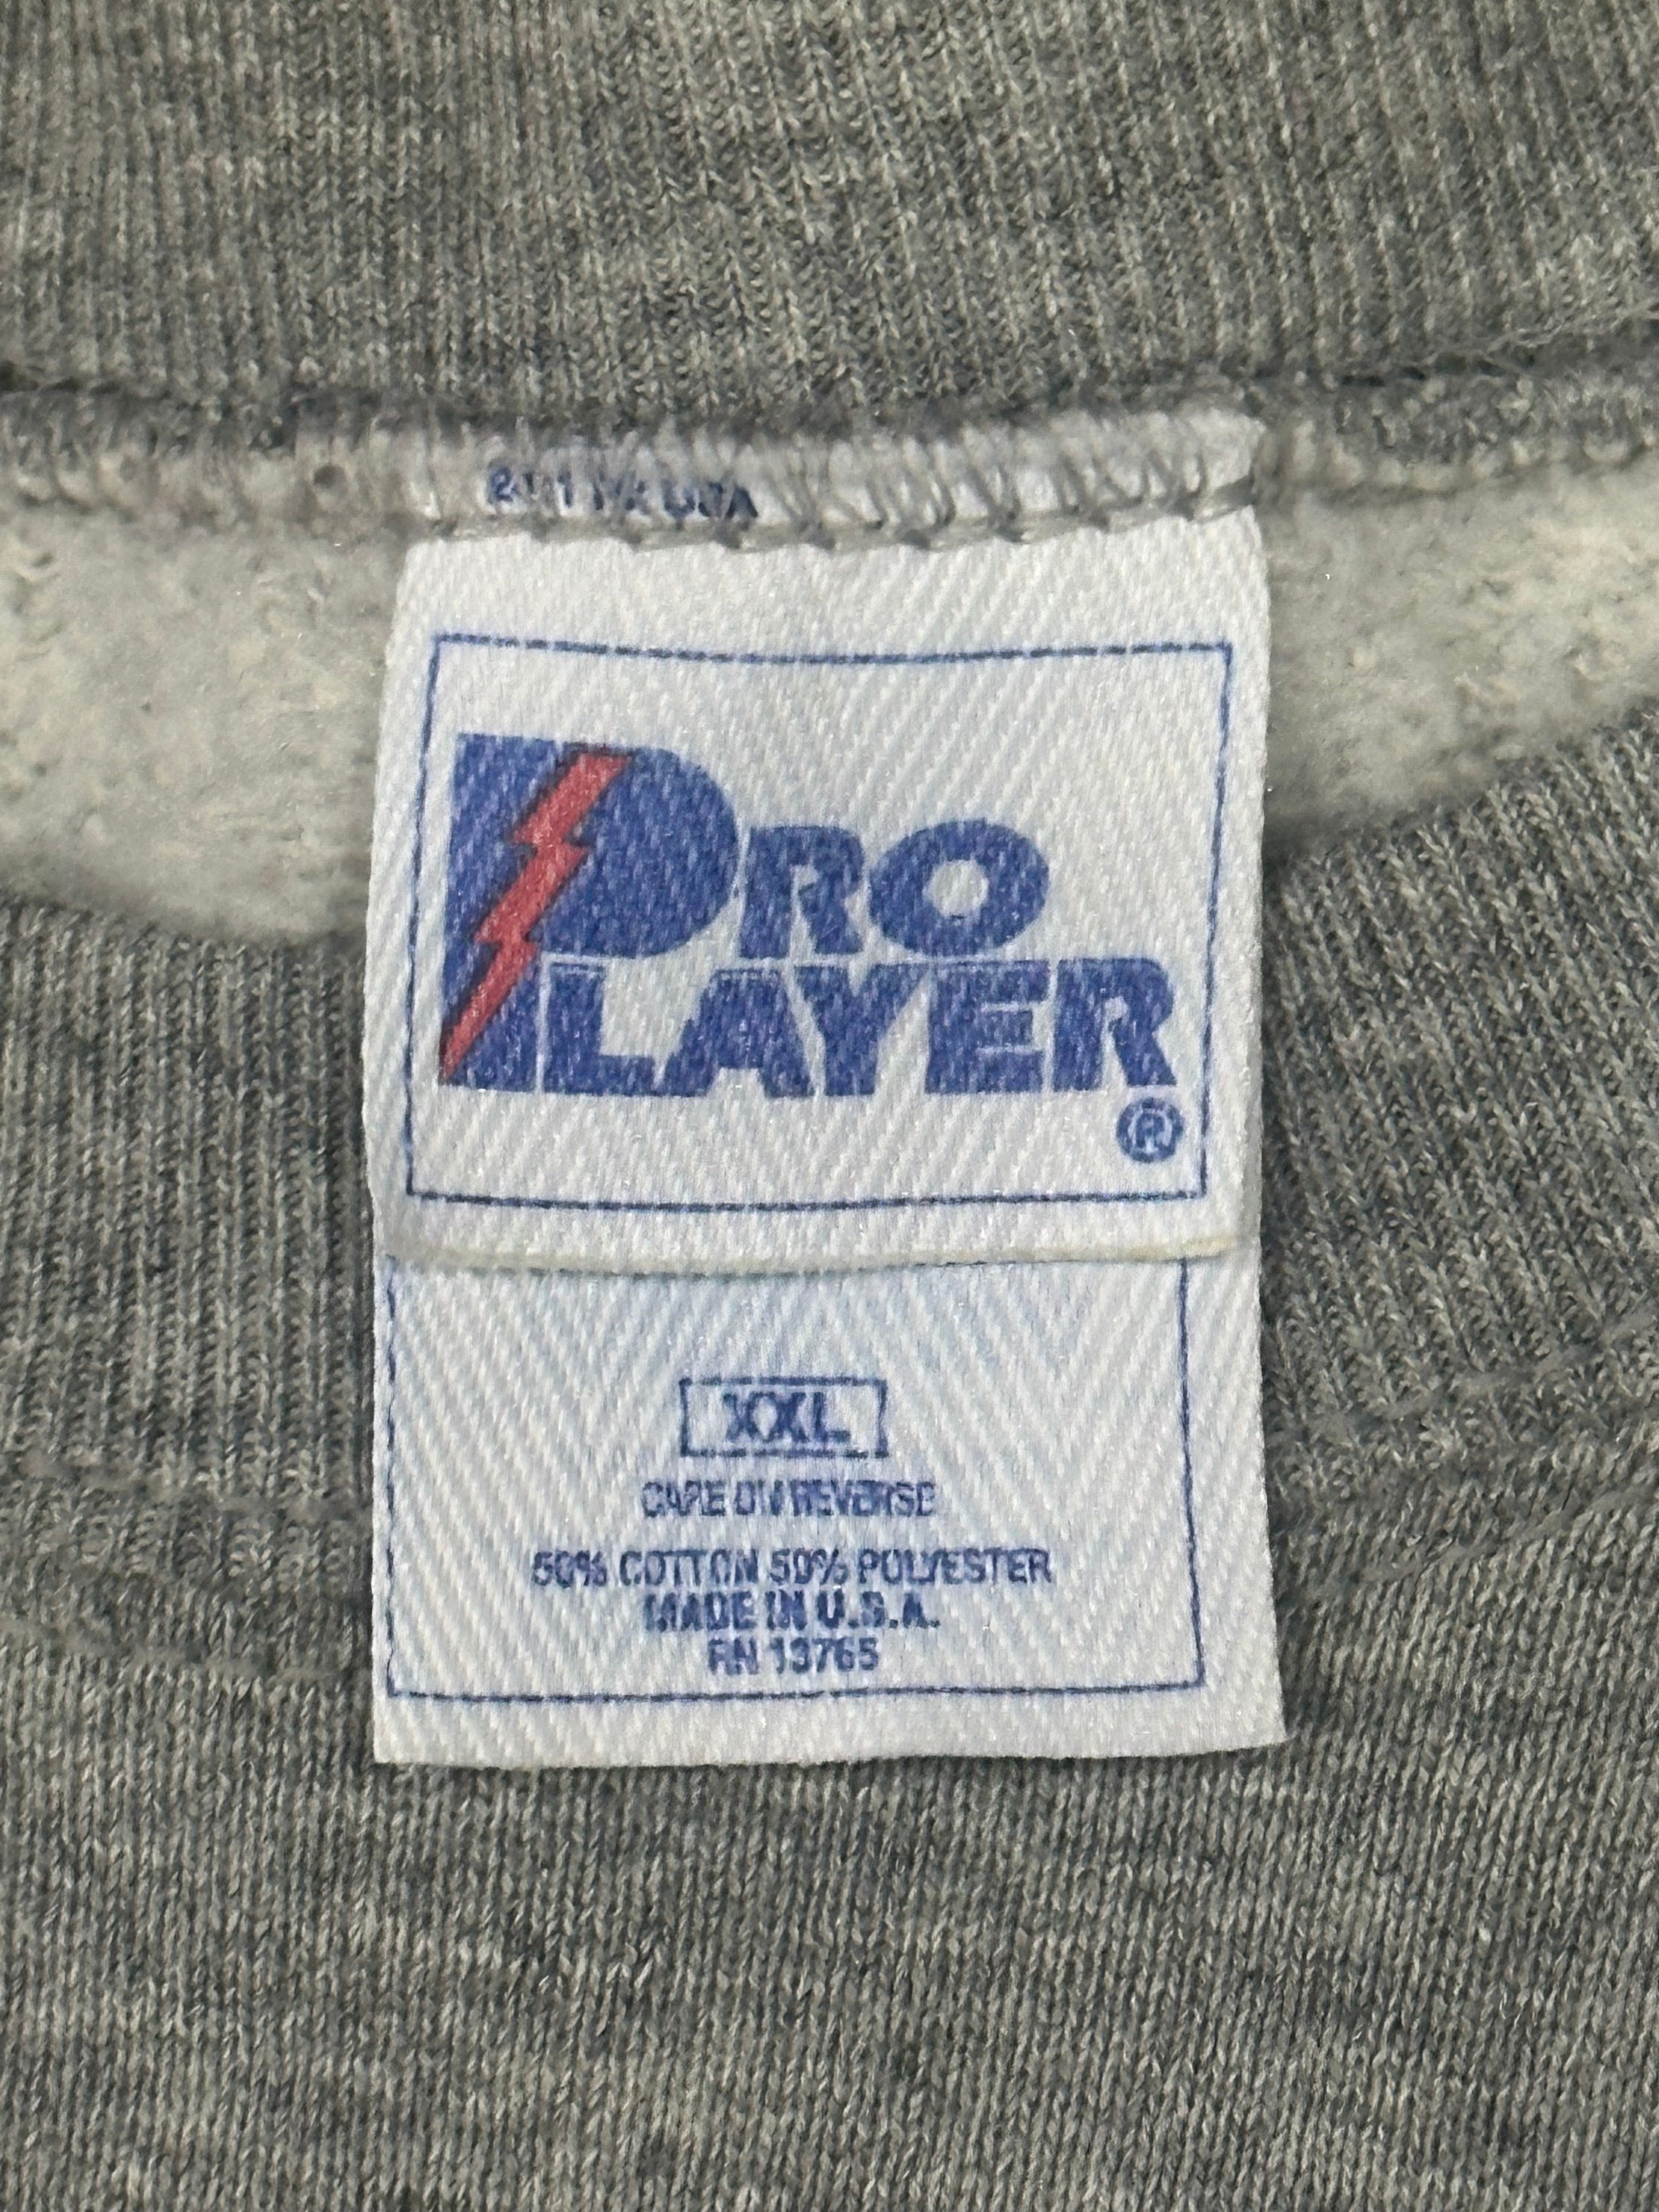 PRO
PLAYER
®
XXL
CARE ON REVERSE
50% COTTON 50% POLYESTER
MADE IN U.S.A.
RN 13765